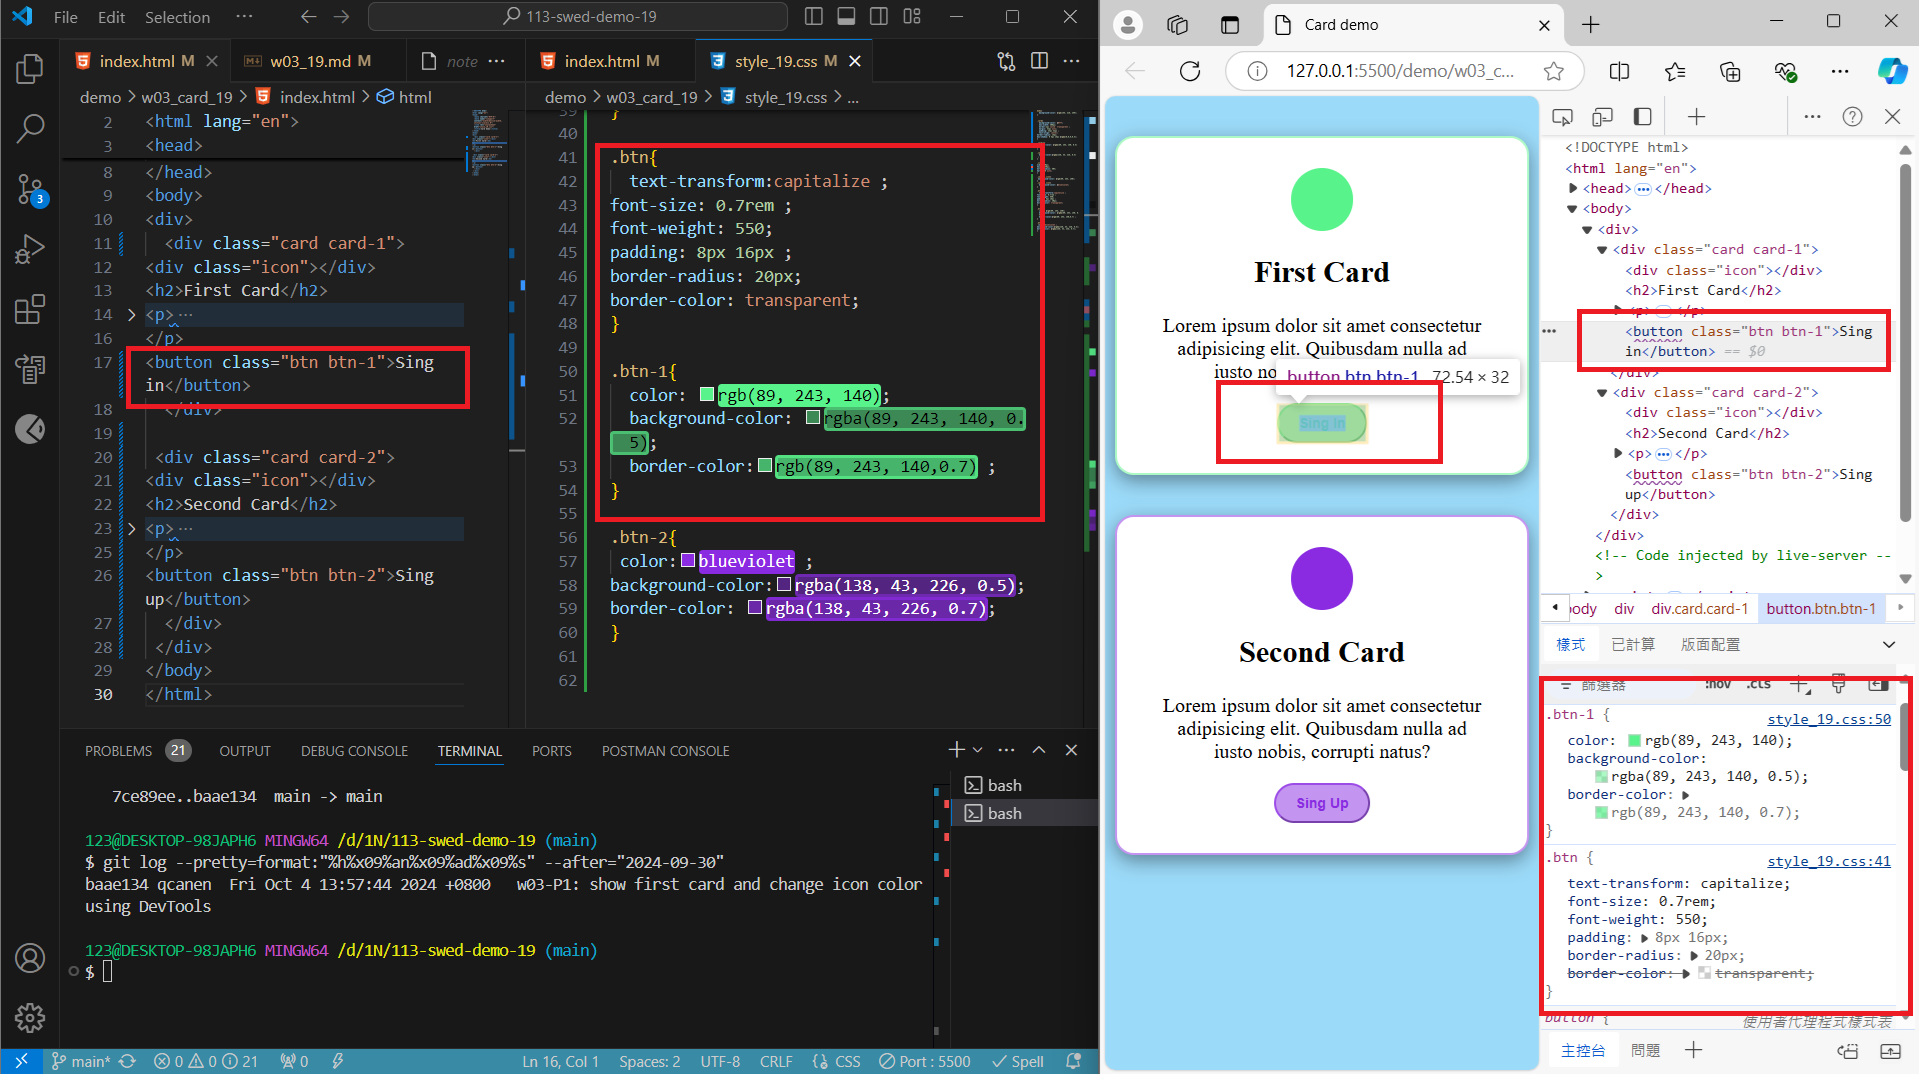 File Edit Selection ··· 113-swed-demo-19
index.html M w03_19.md M note ···
demo > w03_card_19 > index.html > html
2 <html lang="en">
3 <head>
8 </head>
9 <body>
10 <div>
11 <div class="card card-1">
12 <div class="icon"></div>
13 <h2>First Card</h2>
14 <p>···
16 </p>
17 <button class="btn btn-1">Sing
in</button>
18 </div>
19
20 <div class="card card-2">
21 <div class="icon"></div>
22 <h2>Second Card</h2>
23 <p>···
25 </p>
26 <button class="btn btn-2">Sing
up</button>
27 </div>
28 </div>
29 </body>
30 </html>
index.html M style_19.css M
demo > w03_card_19 > style_19.css > ...
39 }
40
41 .btn{
42 text-transform:capitalize ;
43 font-size: 0.7rem ;
44 font-weight: 550;
45 padding: 8px 16px ;
46 border-radius: 20px;
47 border-color: transparent;
48 }
49
50 .btn-1{
51 color: rgb(89, 243, 140);
52 background-color: rgba(89, 243, 140, 0.
5);
53 border-color: rgb(89, 243, 140,0.7) ;
54 }
55
56 .btn-2{
57 color: blueviolet ;
58 background-color: rgba(138, 43, 226, 0.5);
59 border-color: rgba(138, 43, 226, 0.7);
60 }
61
62
PROBLEMS 21 OUTPUT DEBUG CONSOLE TERMINAL PORTS POSTMAN CONSOLE
7ce89ee..baae134 main -> main
123@DESKTOP-98JAPH6 MINGW64 /d/1N/113-swed-demo-19 (main)
$ git log --pretty=format:"%h%x09%an%x09%ad%x09%s" --after="2024-09-30"
baae134 qcanen Fri Oct 4 13:57:44 2024 +0800 w03-P1: show first card and change icon color
using DevTools
123@DESKTOP-98JAPH6 MINGW64 /d/1N/113-swed-demo-19 (main)
$
bash
bash
3
main* 0 0 21 0 Ln 16, Col 1 Spaces: 2 UTF-8 CRLF {} CSS Port : 5500 Spell
Card demo
127.0.0.1:5500/demo/w03_c...
First Card
Lorem ipsum dolor sit amet consectetur
adipisicing elit. Quibusdam nulla ad
iusto no
button.btn.btn-1 72.54 × 32
Sing In
Second Card
Lorem ipsum dolor sit amet consectetur
adipisicing elit. Quibusdam nulla ad
iusto nobis, corrupti natus?
Sing Up
<!DOCTYPE html>
<html lang="en">
<head>···</head>
<body>
<div>
<div class="card card-1">
<div class="icon"></div>
<h2>First Card</h2>
<p>···</p>
<button class="btn btn-1">Sing
in</button> == $0
</div>
<div class="card card-2">
<div class="icon"></div>
<h2>Second Card</h2>
<p>···</p>
<button class="btn btn-2">Sing
up</button>
</div>
</div>
<!-- Code injected by live-server --
>
body div div.card.card-1 button.btn.btn-1
樣式 已計算 版面配置
篩選器 :hov .cls
.btn-1 { style_19.css:50
color: rgb(89, 243, 140);
background-color:
rgba(89, 243, 140, 0.5);
border-color:
rgb(89, 243, 140, 0.7);
}
.btn { style_19.css:41
text-transform: capitalize;
font-size: 0.7rem;
font-weight: 550;
padding: 8px 16px;
border-radius: 20px;
border-color: transparent;
}
button { 使用者代理程式樣式表
主控台 問題